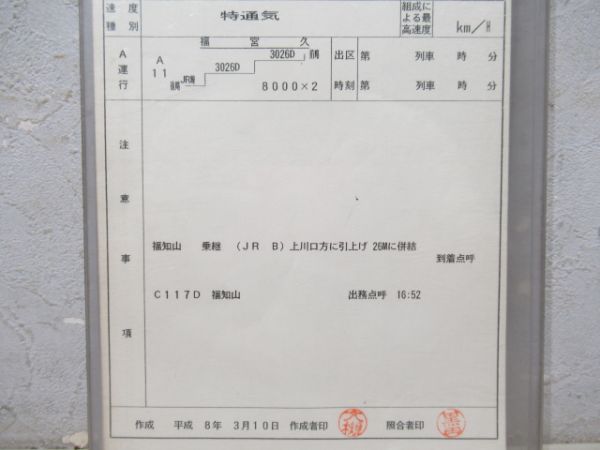 速度種別 特通気 組成による最高速度 km/H
A運行 A11 福 宮 久
3026D
3026D
JR
8000×2
出区 第 列車 時 分
時刻 第 列車 時 分
注意事項
福知山 乗継 (JR B) 上川口方に引上げ 26Mに併結
到着点呼
C117D 福知山 出務点呼 16:52
作成 平成 8年 3月10日 作成者印 照合者印